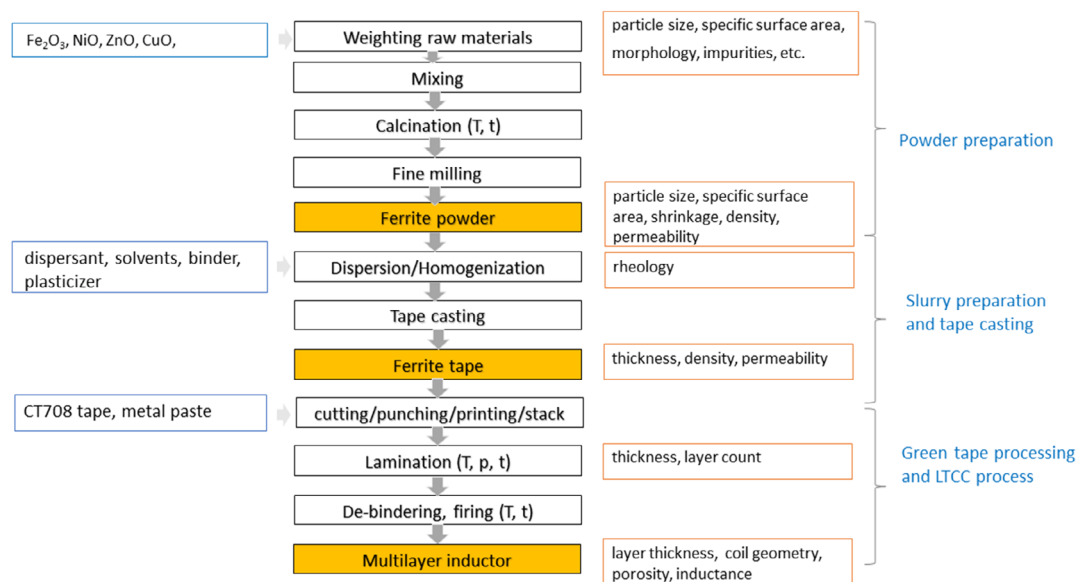 Fe₂O₃, NiO, ZnO, CuO,
Weighting raw materials
particle size, specific surface area,
morphology, impurities, etc.
Mixing
Calcination (T, t)
Powder preparation
Fine milling
Ferrite powder
particle size, specific surface
area, shrinkage, density,
permeability
dispersant, solvents, binder,
plasticizer
Dispersion/Homogenization
rheology
Slurry preparation
and tape casting
Tape casting
Ferrite tape
thickness, density, permeability
CT708 tape, metal paste
cutting/punching/printing/stack
Green tape processing
and LTCC process
Lamination (T, p, t)
thickness, layer count
De-bindering, firing (T, t)
Multilayer inductor
layer thickness, coil geometry,
porosity, inductance